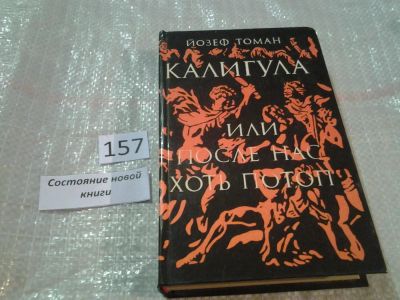 ЙОЗЕФ ТОМАН
КАЛИГУЛА
ИЛИ
ПОСЛЕ НАС
ХОТЬ ПОТОП
157
Состояние новой
книги